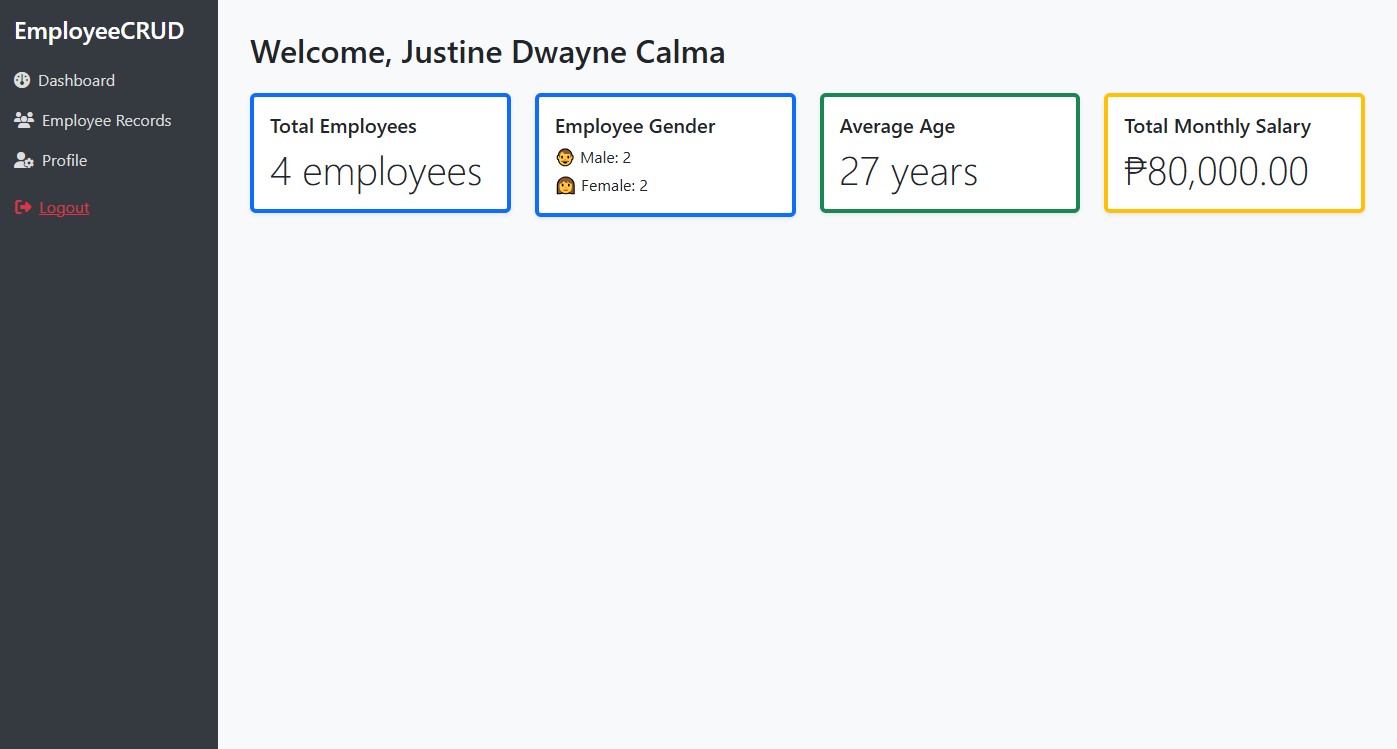 EmployeeCRUD
Dashboard
Employee Records
Profile
Logout
Welcome, Justine Dwayne Calma
Total Employees
4 employees
Employee Gender
👨 Male: 2
👩 Female: 2
Average Age
27 years
Total Monthly Salary
₱80,000.00